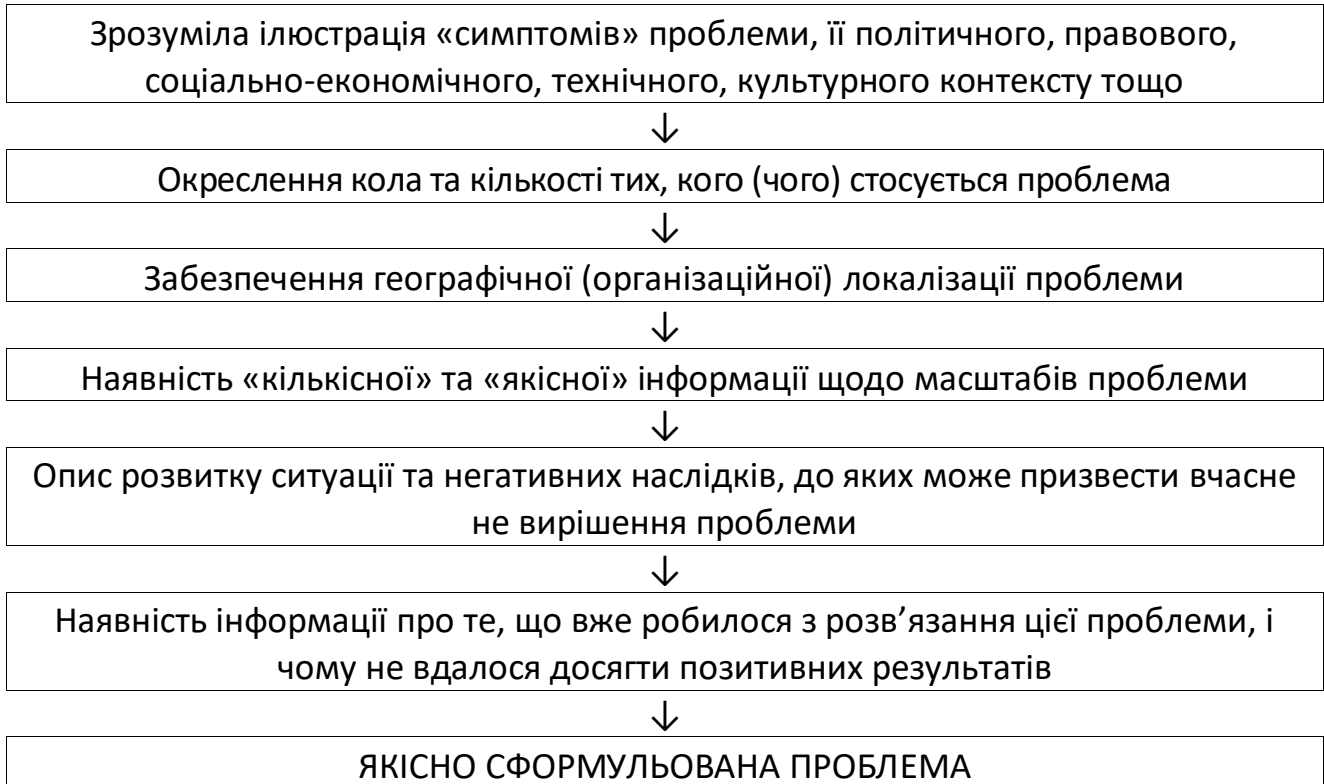 Зрозуміла ілюстрація «симптомів» проблеми, її політичного, правового,
соціально-економічного, технічного, культурного контексту тощо
↓
Окреслення кола та кількості тих, кого (чого) стосується проблема
↓
Забезпечення географічної (організаційної) локалізації проблеми
↓
Наявність «кількісної» та «якісної» інформації щодо масштабів проблеми
↓
Опис розвитку ситуації та негативних наслідків, до яких може призвести вчасне
не вирішення проблеми
↓
Наявність інформації про те, що вже робилося з розв’язання цієї проблеми, і
чому не вдалося досягти позитивних результатів
↓
ЯКІСНО СФОРМУЛЬОВАНА ПРОБЛЕМА